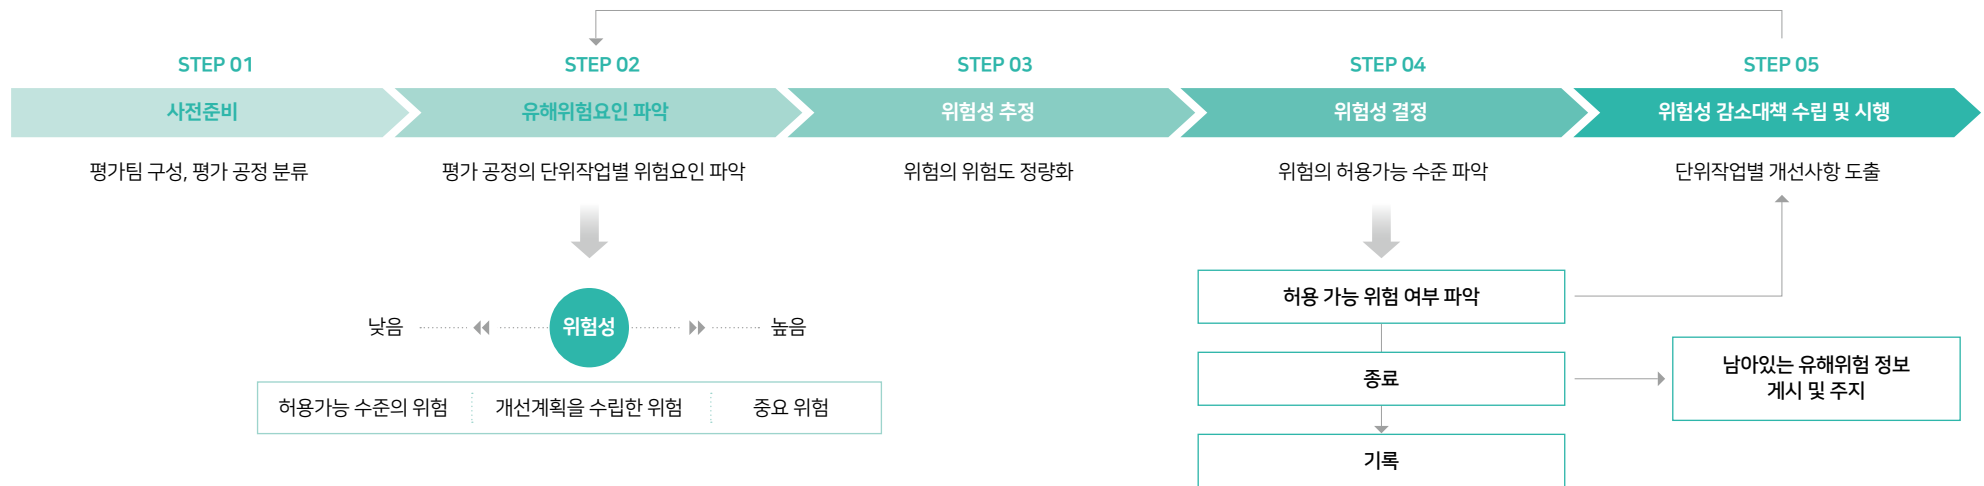 STEP 01
STEP 02
STEP 03
STEP 04
STEP 05
사전준비
유해위험요인 파악
위험성 추정
위험성 결정
위험성 감소대책 수립 및 시행
평가팀 구성, 평가 공정 분류
평가 공정의 단위작업별 위험요인 파악
위험의 위험도 정량화
위험의 허용가능 수준 파악
단위작업별 개선사항 도출
낮음
위험성
높음
허용가능 수준의 위험
개선계획을 수립한 위험
중요 위험
허용 가능 위험 여부 파악
종료
기록
남아있는 유해위험 정보
게시 및 주지